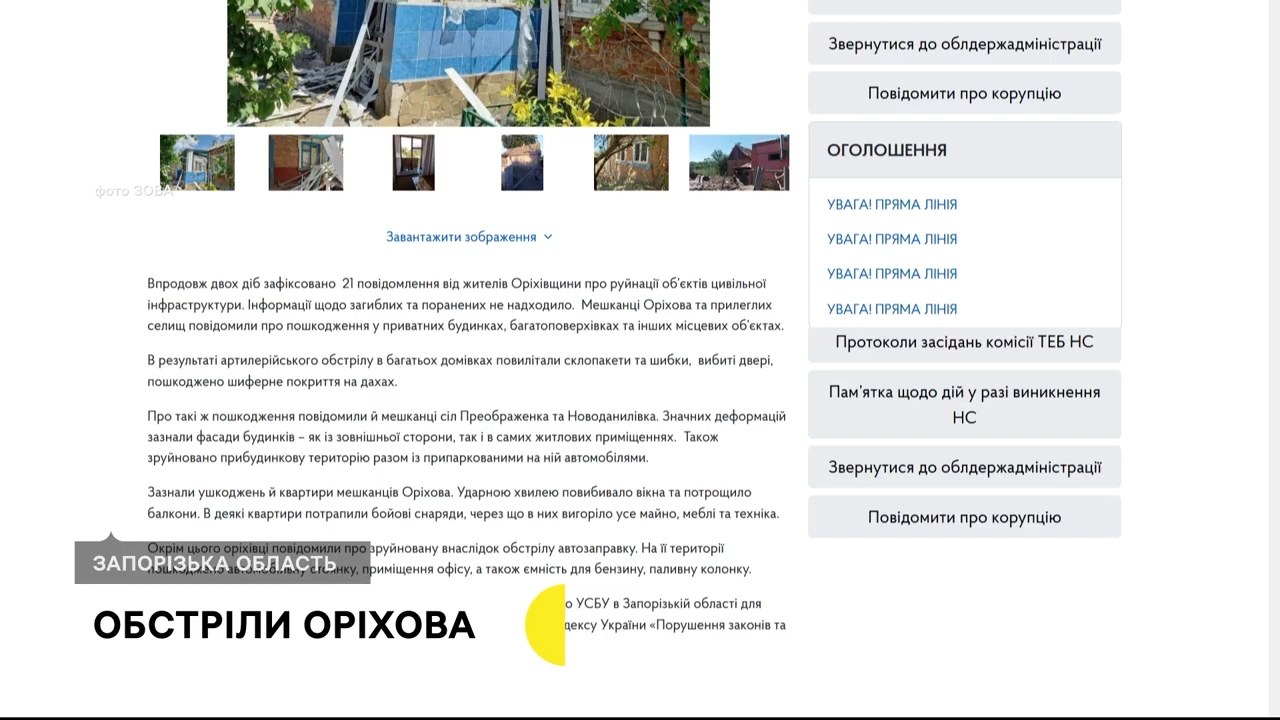 фото ЗОВА
Завантажити зображення
Впродовж двох діб зафіксовано 21 повідомлення від жителів Оріхівщини про руйнації об'єктів цивільної
інфраструктури. Інформації щодо загиблих та поранених не надходило. Мешканці Оріхова та прилеглих
селищ повідомили про пошкодження у приватних будинках, багатоповерхівках та інших місцевих об'єктах.
В результаті артилерійського обстрілу в багатьох домівках повилітали склопакети та шибки, вибиті двері,
пошкоджено шиферне покриття на дахах.
Про такі ж пошкодження повідомили й мешканці сіл Преображенка та Новоданилівка. Значних деформацій
зазнали фасади будинків – як із зовнішньої сторони, так і в самих житлових приміщеннях. Також
зруйновано прибудинкову територію разом із припаркованими на ній автомобілями.
Зазнали ушкоджень й квартири мешканців Оріхова. Ударною хвилею повибивало вікна та потрощило
балкони. В деякі квартири потрапили бойові снаряди, через що в них вигоріло усе майно, меблі та техніка.
Окрім цього оріхівці повідомили про зруйновану внаслідок обстрілу автозаправку. На її території
пошкоджено автомобільну стоянку, приміщення офісу, а також ємність для бензину, паливну колонку.
о УСБУ в Запорізькій області для
дексу України «Порушення законів та
ЗАПОРІЗЬКА ОБЛАСТЬ
ОБСТРІЛИ ОРІХОВА
Звернутися до облдержадміністрації
Повідомити про корупцію
ОГОЛОШЕННЯ
УВАГА! ПРЯМА ЛІНІЯ
УВАГА! ПРЯМА ЛІНІЯ
УВАГА! ПРЯМА ЛІНІЯ
УВАГА! ПРЯМА ЛІНІЯ
Протоколи засідань комісії ТЕБ НС
Пам'ятка щодо дій у разі виникнення
НС
Звернутися до облдержадміністрації
Повідомити про корупцію